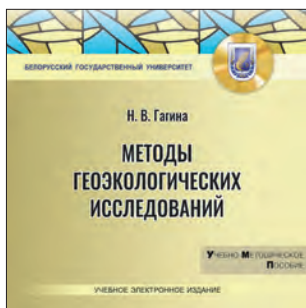 БЕЛОРУССКИЙ ГОСУДАРСТВЕННЫЙ УНИВЕРСИТЕТ
Н. В. Гагина
МЕТОДЫ
ГЕОЭКОЛОГИЧЕСКИХ
ИССЛЕДОВАНИЙ
УЧЕБНО-МЕТОДИЧЕСКОЕ
ПОСОБИЕ
УЧЕБНОЕ ЭЛЕКТРОННОЕ ИЗДАНИЕ